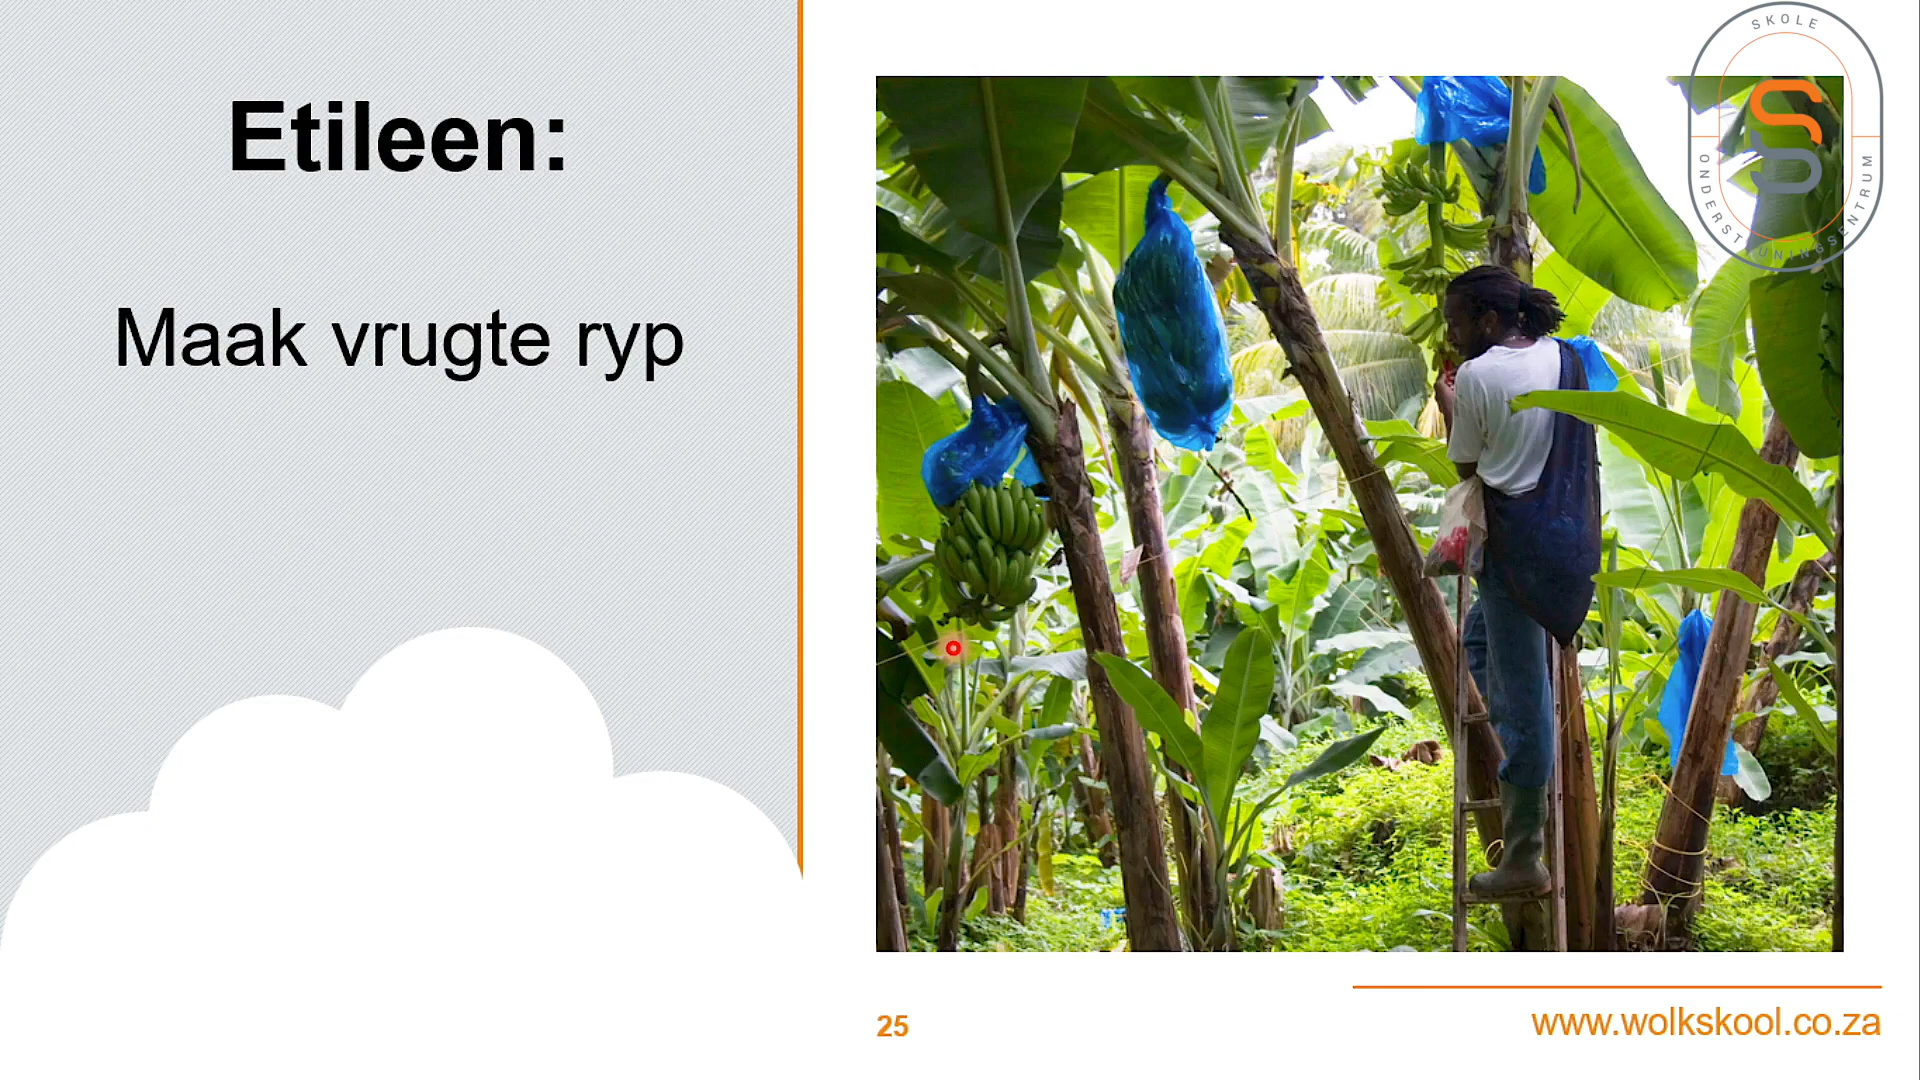 Etileen:
Maak vrugte ryp
SKOLE
ONDERSTEUNINGSENTRUM
25
www.wolkskool.co.za